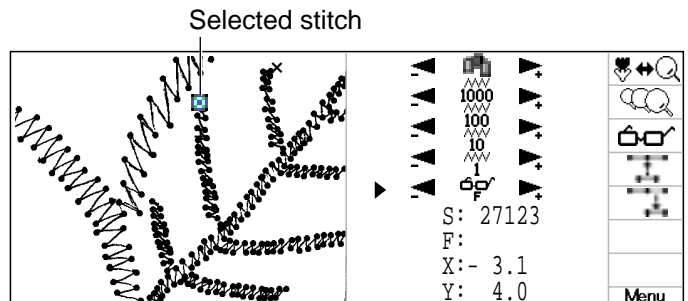 Selected stitch
- +
1000
- +
100
- +
10
- +
1
- +
F
S: 27123
F:
X:- 3.1
Y: 4.0
Menu